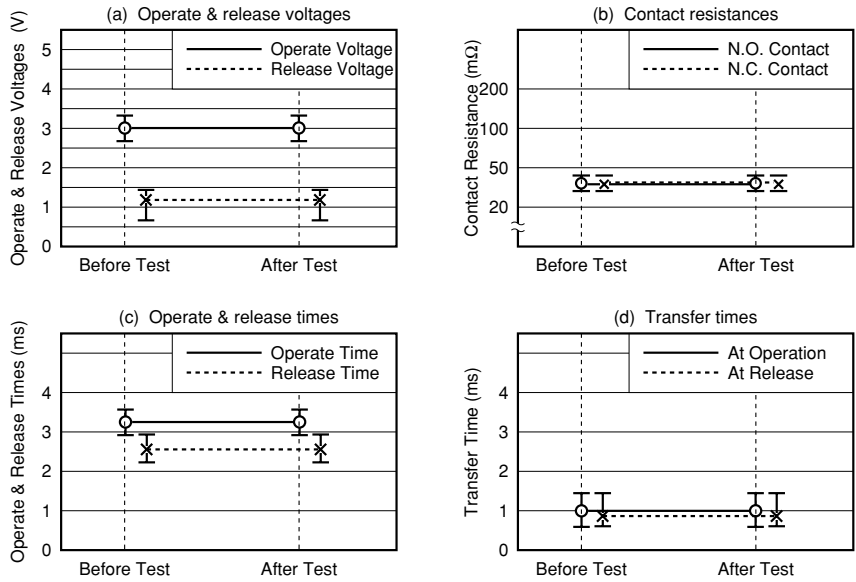 (a) Operate & release voltages
Operate & Release Voltages (V)
5
4
3
2
1
0
Operate Voltage
Release Voltage
Before Test
After Test
(b) Contact resistances
Contact Resistance (mΩ)
200
100
50
20
N.O. Contact
N.C. Contact
Before Test
After Test
(c) Operate & release times
Operate & Release Times (ms)
4
3
2
1
0
Operate Time
Release Time
Before Test
After Test
(d) Transfer times
Transfer Time (ms)
4
3
2
1
0
At Operation
At Release
Before Test
After Test